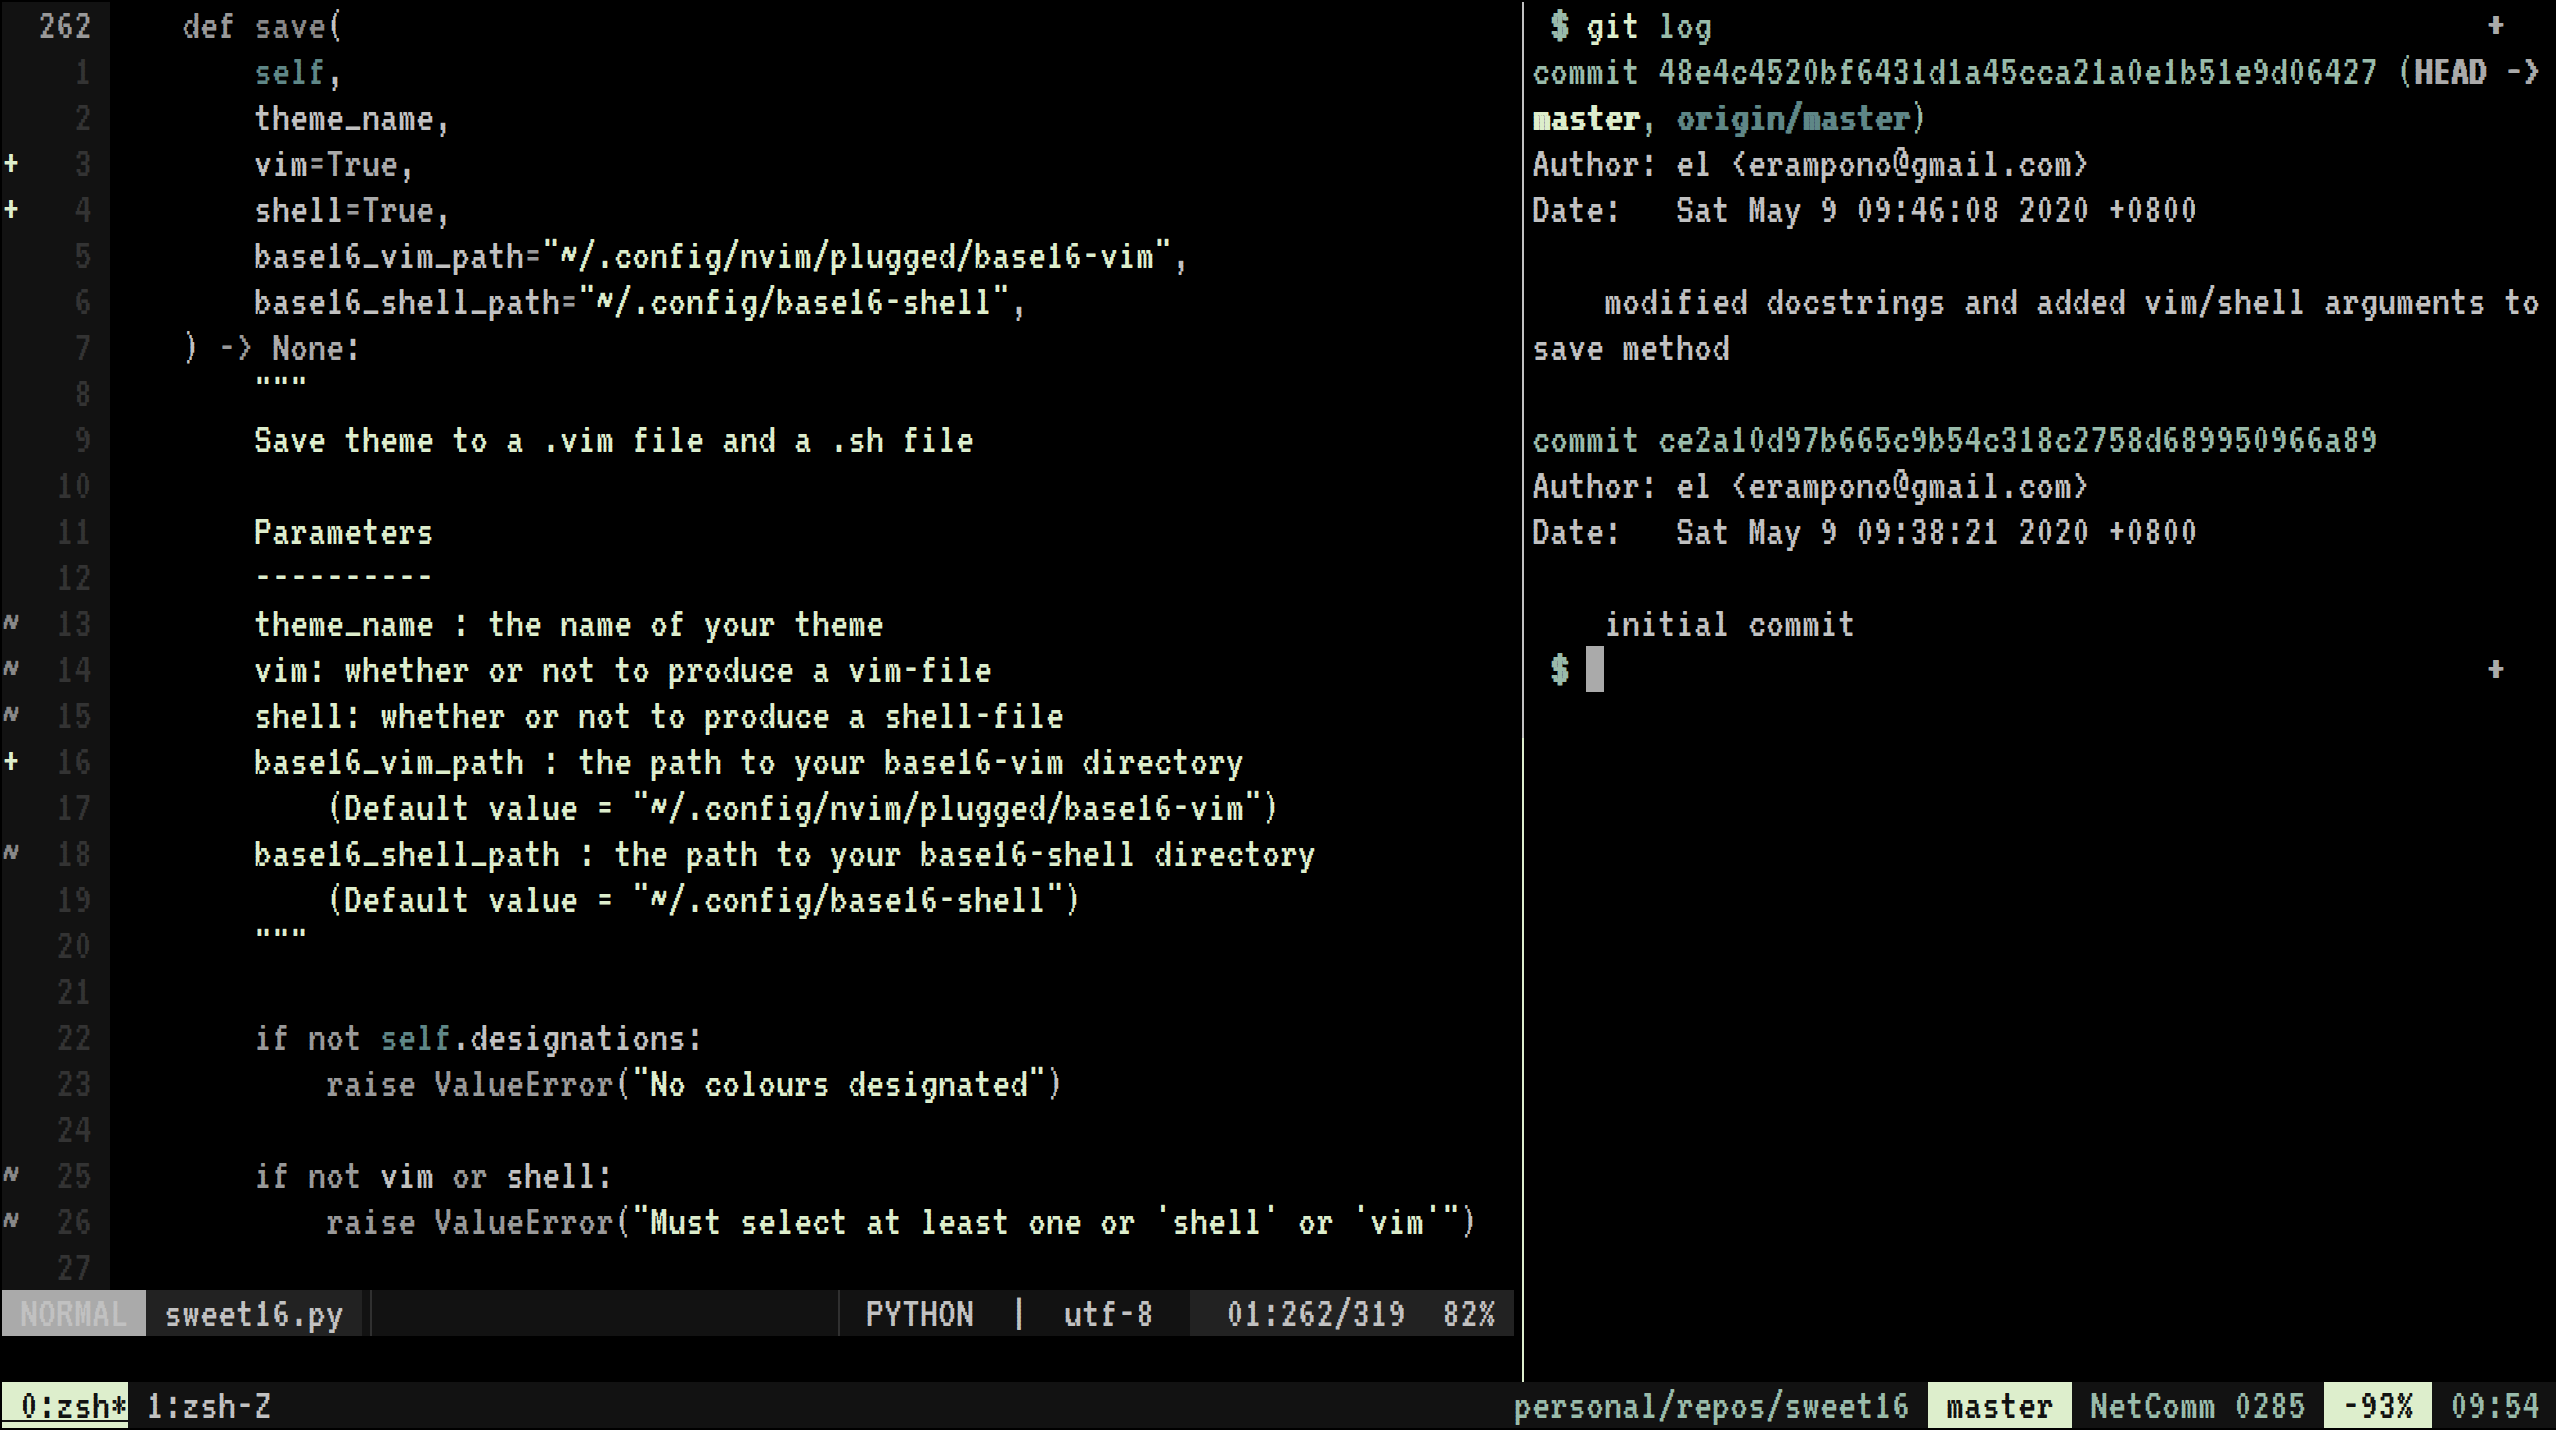 262     def save(
1         self,
2         theme_name,
+ 3         vim=True,
+ 4         shell=True,
5         base16_vim_path="~/.config/nvim/plugged/base16-vim",
6         base16_shell_path="~/.config/base16-shell",
7     ) -> None:
8         """
9         Save theme to a .vim file and a .sh file
10
11         Parameters
12         ----------
~ 13         theme_name : the name of your theme
~ 14         vim: whether or not to produce a vim-file
~ 15         shell: whether or not to produce a shell-file
+ 16         base16_vim_path : the path to your base16-vim directory
17             (Default value = "~/.config/nvim/plugged/base16-vim")
~ 18         base16_shell_path : the path to your base16-shell directory
19             (Default value = "~/.config/base16-shell")
20         """
21
22         if not self.designations:
23             raise ValueError("No colours designated")
24
~ 25         if not vim or shell:
~ 26             raise ValueError("Must select at least one or 'shell' or 'vim'")
27
NORMAL sweet16.py PYTHON | utf-8 01:262/319 82%
$ git log +
commit 48e4c4520bf6431d1a45cca21a0e1b51e9d06427 (HEAD ->
master, origin/master)
Author: el <erampono@gmail.com>
Date:   Sat May 9 09:46:08 2020 +0800
    modified docstrings and added vim/shell arguments to
save method
commit ce2a10d97b665c9b54c318c2758d689950966a89
Author: el <erampono@gmail.com>
Date:   Sat May 9 09:38:21 2020 +0800
    initial commit
$ +
0:zsh* 1:zsh-Z personal/repos/sweet16 master NetComm 0285 -93% 09:54